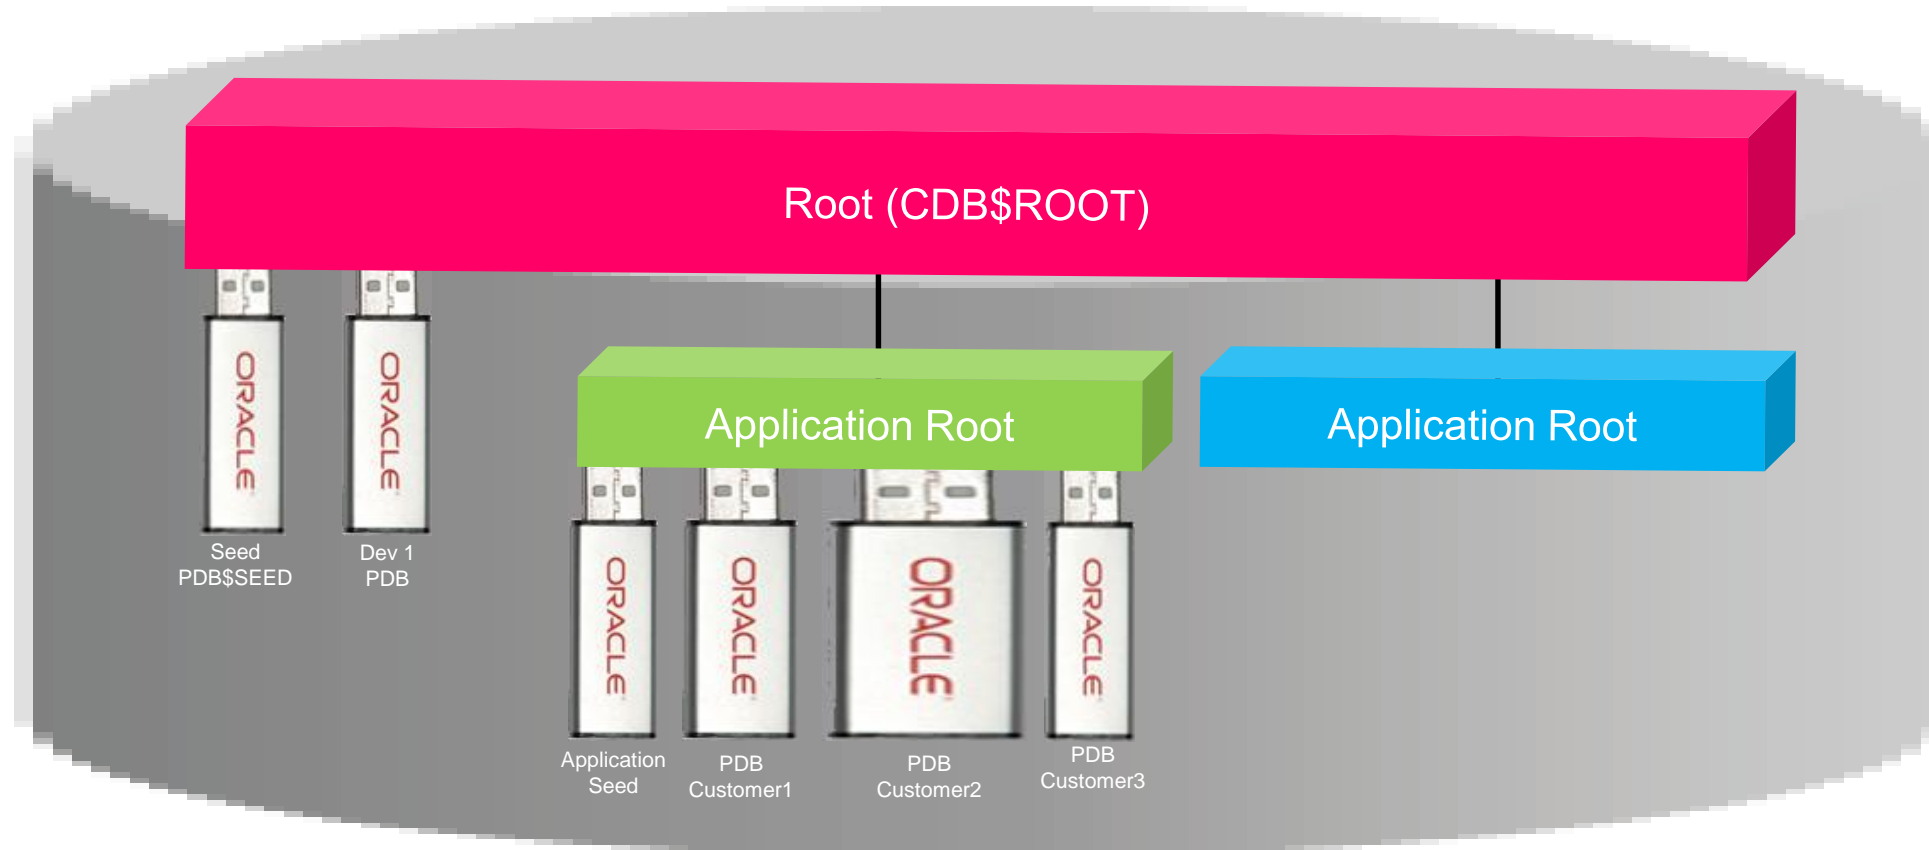 Root (CDB$ROOT)
ORACLE
ORACLE
Seed
PDB$SEED
Dev 1
PDB
Application Root
Application Root
ORACLE
ORACLE
ORACLE
ORACLE
Application
Seed
PDB
Customer1
PDB
Customer2
PDB
Customer3